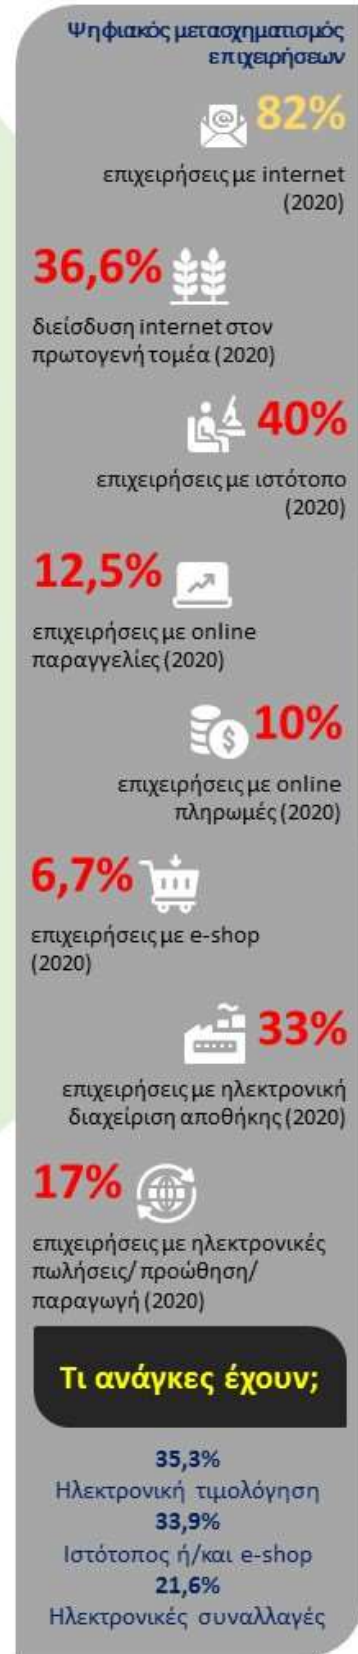 Ψηφιακός μετασχηματισμός
επιχειρήσεων
82%
επιχειρήσεις με internet
(2020)
36,6%
διείσδυση internet στον
πρωτογενή τομέα (2020)
40%
επιχειρήσεις με ιστότοπο
(2020)
12,5%
επιχειρήσεις με online
παραγγελίες (2020)
10%
επιχειρήσεις με online
πληρωμές (2020)
6,7%
επιχειρήσεις με e-shop
(2020)
33%
επιχειρήσεις με ηλεκτρονική
διαχείριση αποθήκης (2020)
17%
επιχειρήσεις με ηλεκτρονικές
πωλήσεις/ προώθηση/
παραγωγή (2020)
Τι ανάγκες έχουν;
35,3%
Ηλεκτρονική τιμολόγηση
33,9%
Ιστότοπος ή/και e-shop
21,6%
Ηλεκτρονικές συναλλαγές